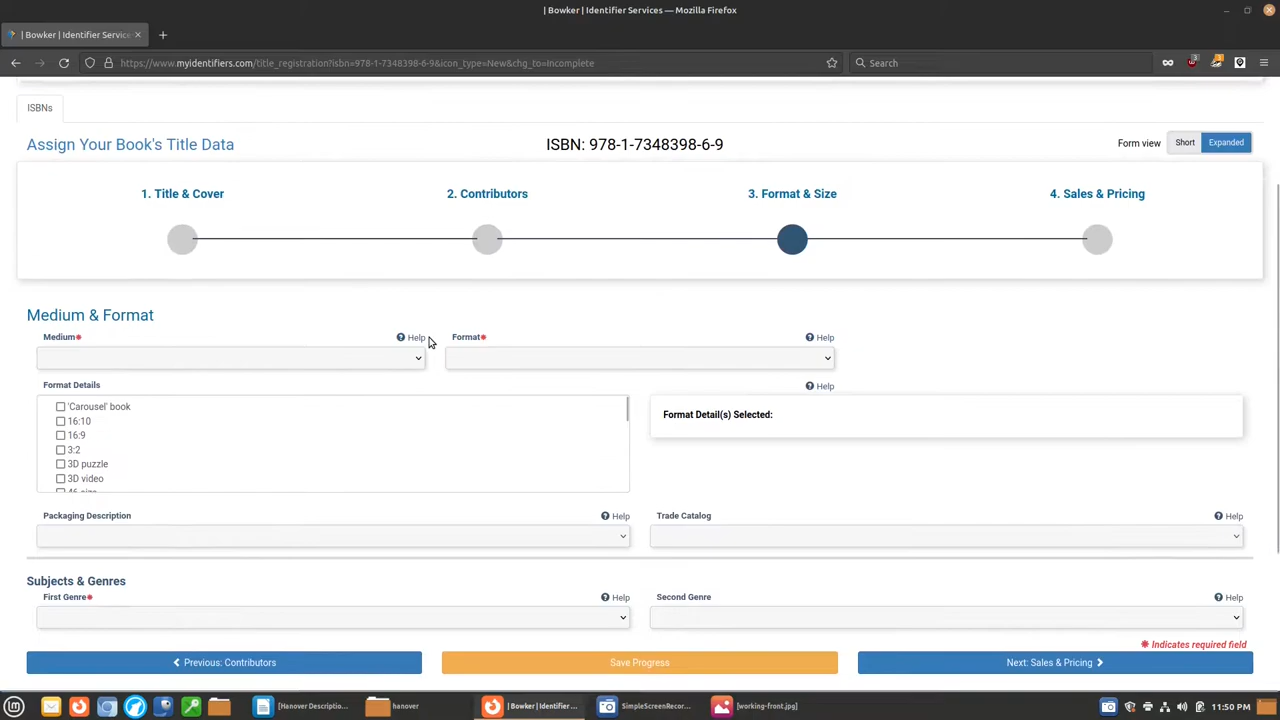 | Bowker | Identifier Services — Mozilla Firefox
| Bowker | Identifier Service
https://www.myidentifiers.com/title_registration?isbn=978-1-7348398-6-9&icon_type=New&chg_to=Incomplete
Search
ISBNs
Assign Your Book's Title Data
ISBN: 978-1-7348398-6-9
Form view
Short
Expanded
1. Title & Cover
2. Contributors
3. Format & Size
4. Sales & Pricing
Medium & Format
Medium*
Help
Format*
Help
Format Details
Help
'Carousel' book
16:10
16:9
3:2
3D puzzle
3D video
Format Detail(s) Selected:
Packaging Description
Help
Trade Catalog
Help
Subjects & Genres
First Genre*
Help
Second Genre
Help
* Indicates required field
Previous: Contributors
Save Progress
Next: Sales & Pricing
[Hanover Descriptio...
hanover
| Bowker | Identifier ...
SimpleScreenRecor...
[working-front.jpg]
11:50 PM